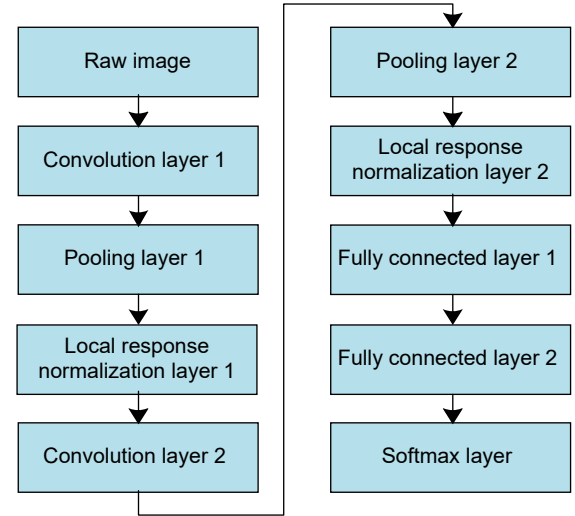 Raw image
Convolution layer 1
Pooling layer 1
Local response
normalization layer 1
Convolution layer 2
Pooling layer 2
Local response
normalization layer 2
Fully connected layer 1
Fully connected layer 2
Softmax layer